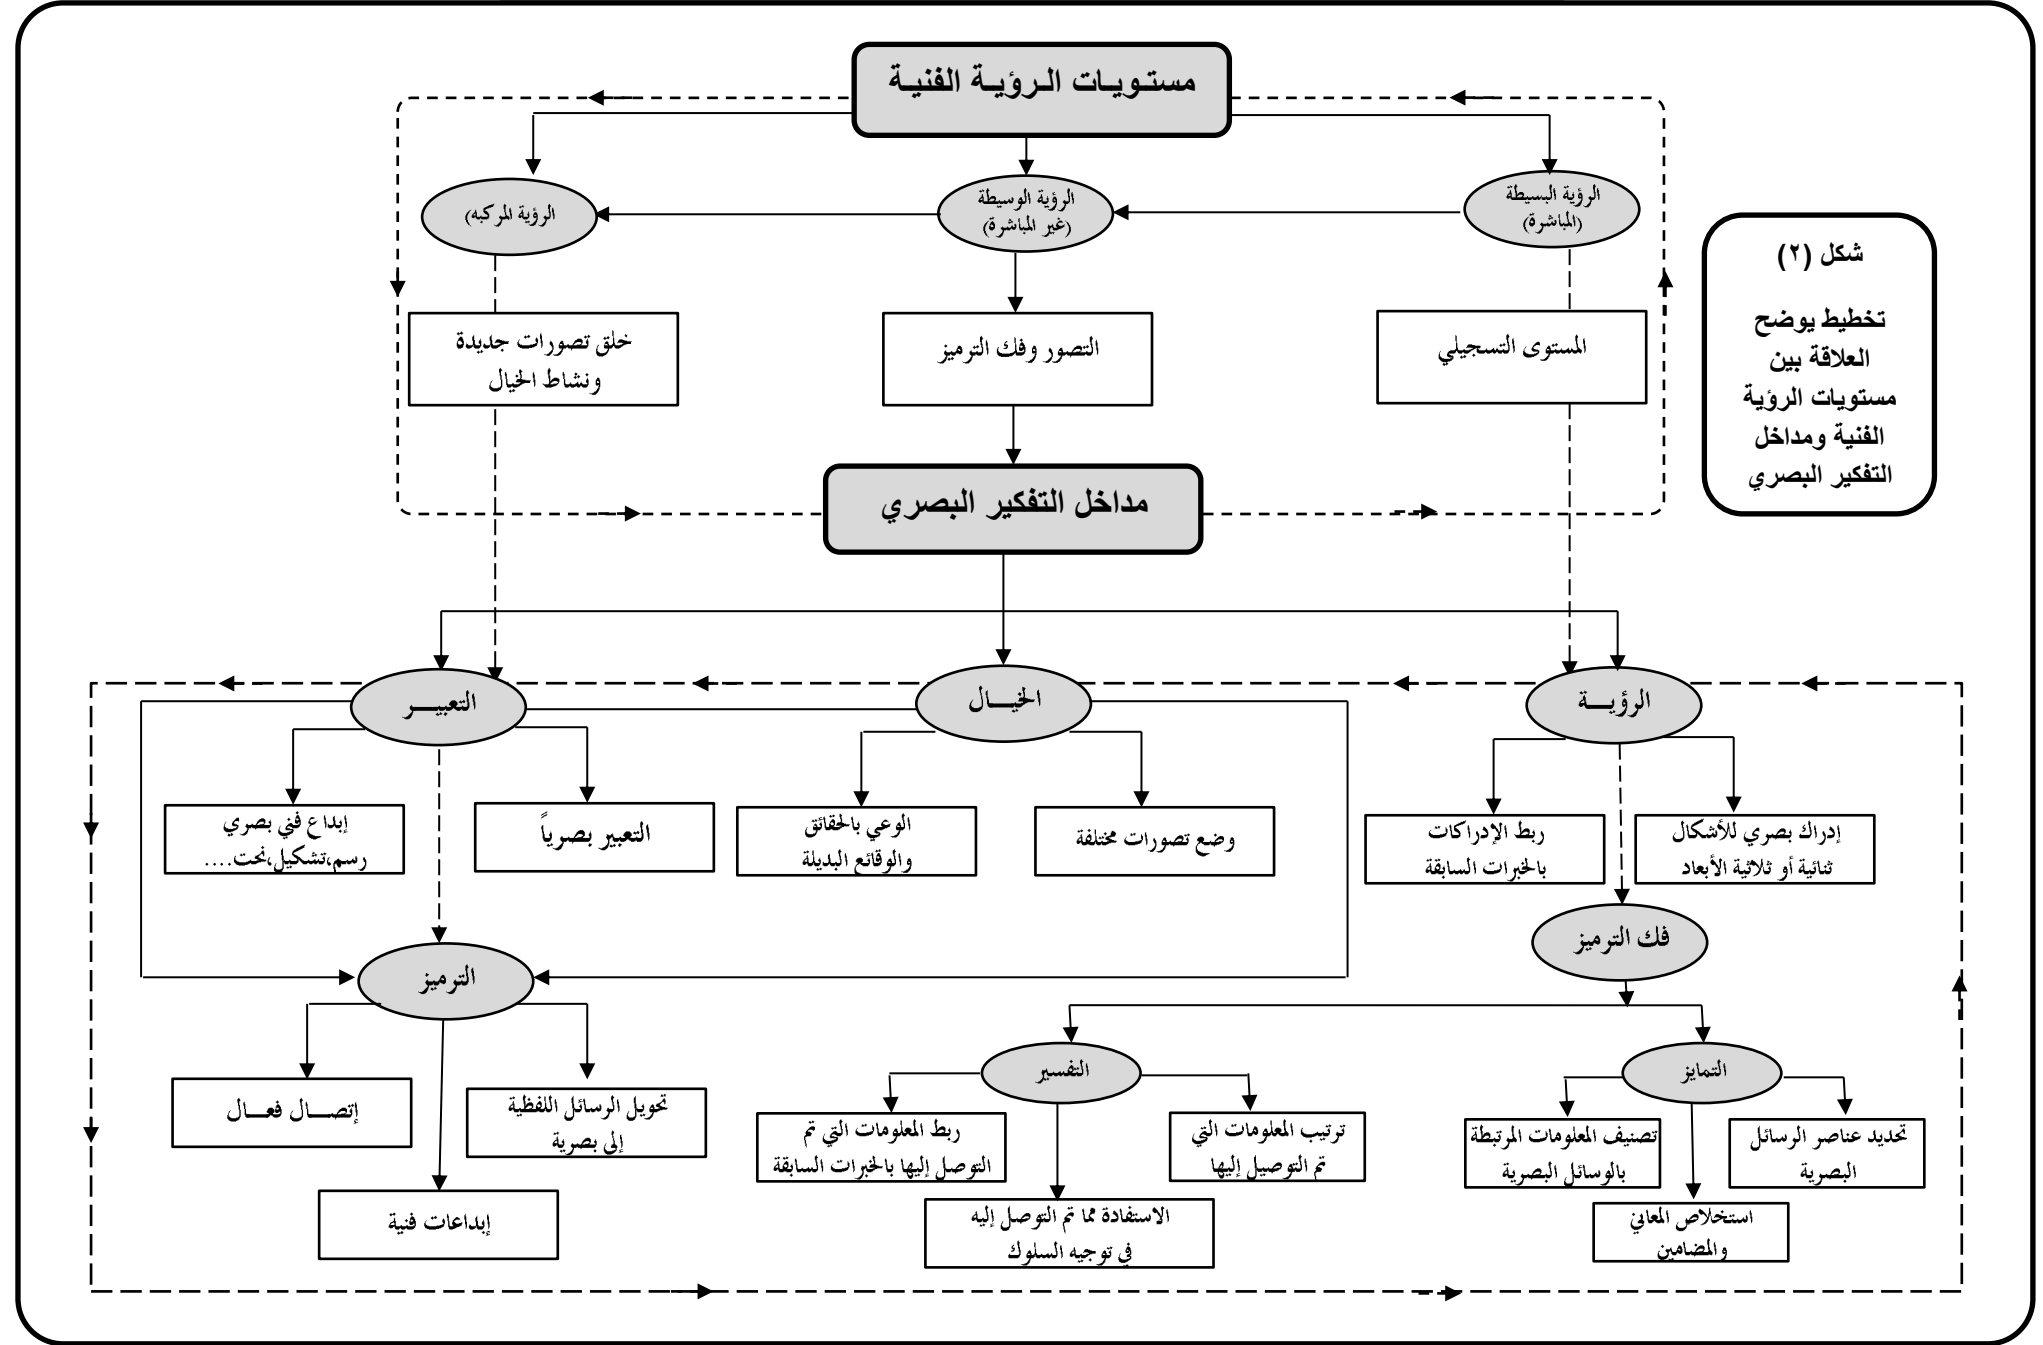 مستويات الرؤية الفنية
الرؤية البسيطة
(المباشرة)
الرؤية الوسيطة
(غير المباشرة)
الرؤية المركبه)
شكل (٢)
تخطيط يوضح
العلاقة بين
مستويات الرؤية
الفنية ومداخل
التفكير البصري
المستوى التسجيلي
التصور وفك الترميز
خلق تصورات جديدة
ونشاط الخيال
مداخل التفكير البصري
الرؤيــة
الخيــال
التعبيــر
إدراك بصري للأشكال
ثنائية أو ثلاثية الأبعاد
ربط الإدراكات
بالخبرات السابقة
وضع تصورات مختلفة
الوعي بالحقائق
والوقائع البديلة
التعبير بصرياً
إبداع فني بصري
رسم،تشكيل،نحت....
فك الترميز
الترميز
التمايز
التفسير
تحديد عناصر الرسائل
البصرية
تصنيف المعلومات المرتبطة
بالوسائل البصرية
استخلاص المعاني
والمضامين
ترتيب المعلومات التي
تم التوصيل إليها
ربط المعلومات التي تم
التوصل إليها بالخبرات السابقة
الاستفادة مما تم التوصل إليه
في توجيه السلوك
تحويل الرسائل اللفظية
إلى بصرية
إتصــال فعــال
إبداعات فنية